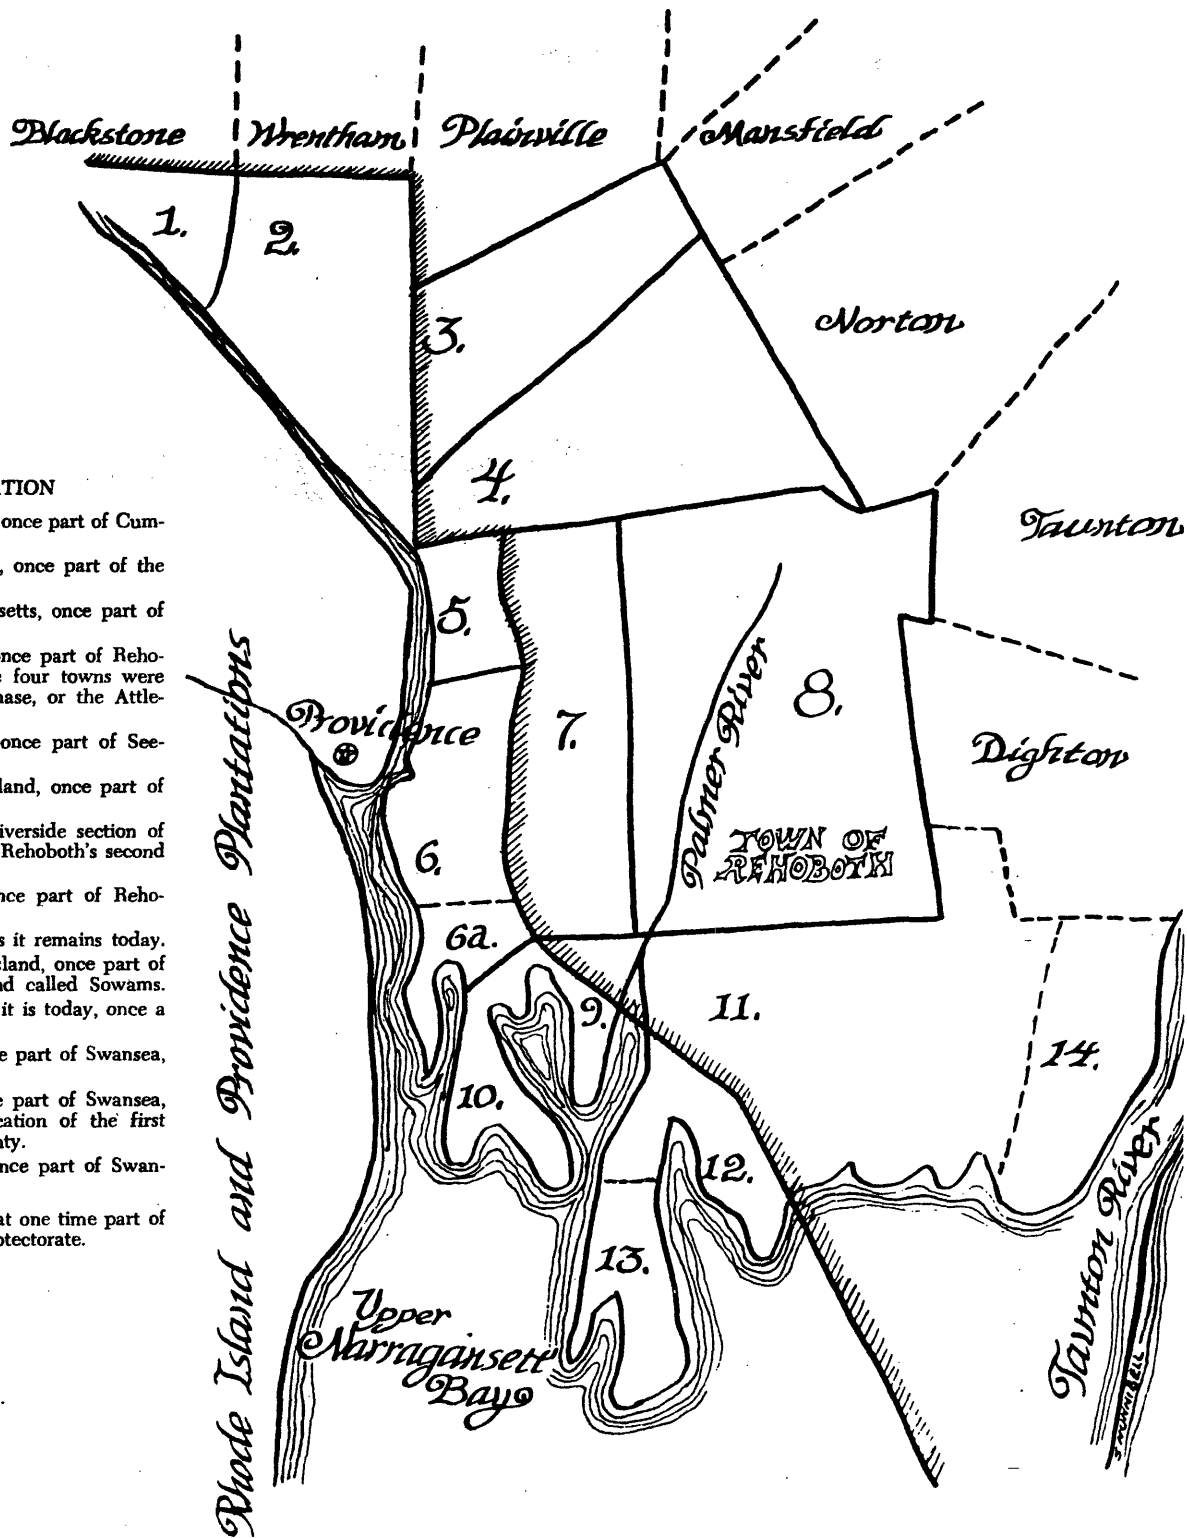 Blackstone
Wrentham
Plainville
Mansfield
1.
2.
3.
Norton
4.
Taunton
TION
once part of Cum-
, once part of the
setts, once part of
once part of Reho-
four towns were
nase, or the Attle-
once part of See-
land, once part of
iverside section of
Rehoboth's second
nce part of Reho-
s it remains today.
sland, once part of
nd called Sowams.
it is today, once a
e part of Swansea,
e part of Swansea,
cation of the first
nty.
nce part of Swan-
at one time part of
otectorate.
Rhode Island and Providence Plantations
Providence
5.
7.
Palmer River
8.
Dighton
TOWN OF
REHOBOTH
6.
6a.
9.
11.
14.
10.
12.
13.
Upper
Narragansett
Bay
Taunton River